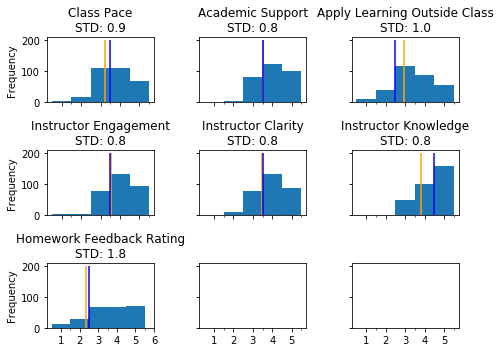 Class Pace
STD: 0.9
Academic Support
STD: 0.8
Apply Learning Outside Class
STD: 1.0
Frequency
200
100
0
Instructor Engagement
STD: 0.8
Instructor Clarity
STD: 0.8
Instructor Knowledge
STD: 0.8
Frequency
200
100
0
Homework Feedback Rating
STD: 1.8
Frequency
200
100
0
1 2 3 4 5 6
1 2 3 4 5
1 2 3 4 5